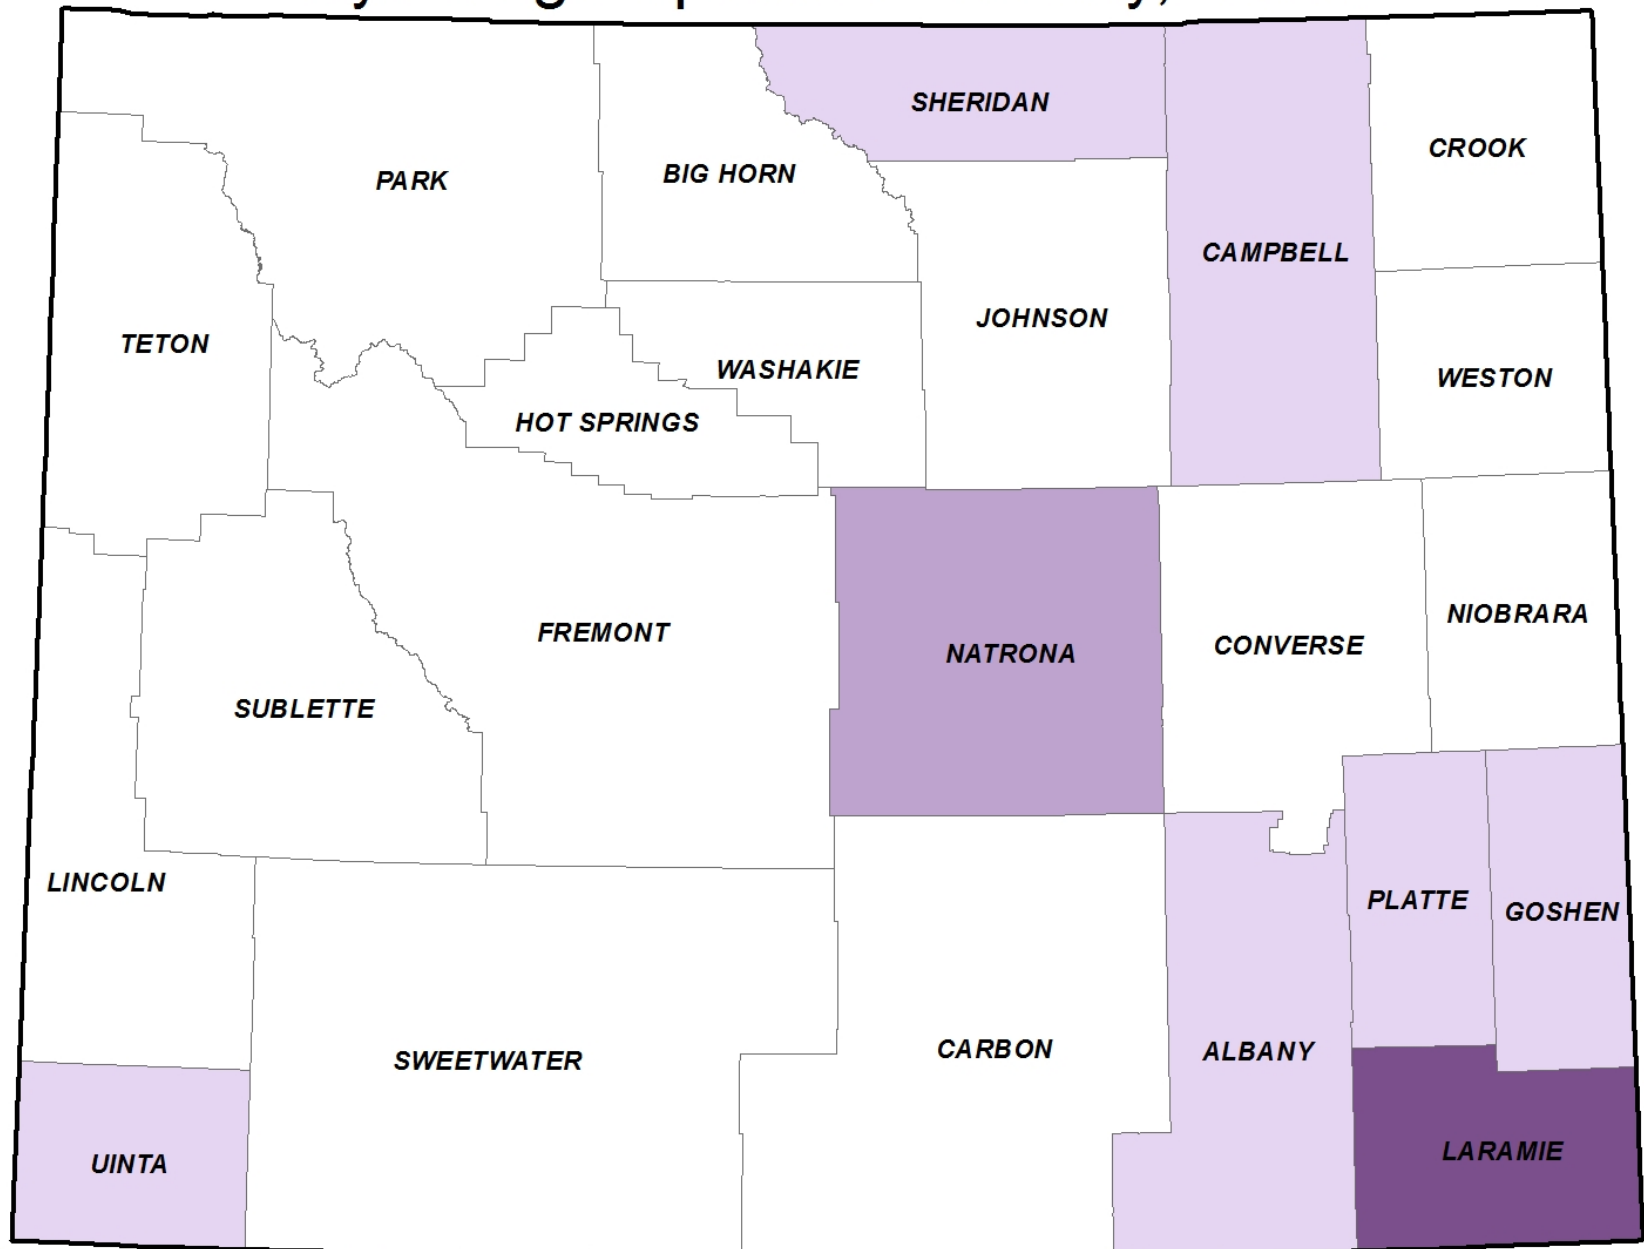 SHERIDAN
CROOK
BIG HORN
PARK
CAMPBELL
JOHNSON
TETON
WASHAKIE
WESTON
HOT SPRINGS
NIOBRARA
FREMONT
CONVERSE
NATRONA
SUBLETTE
LINCOLN
PLATTE
GOSHEN
CARBON
ALBANY
SWEETWATER
LARAMIE
UINTA